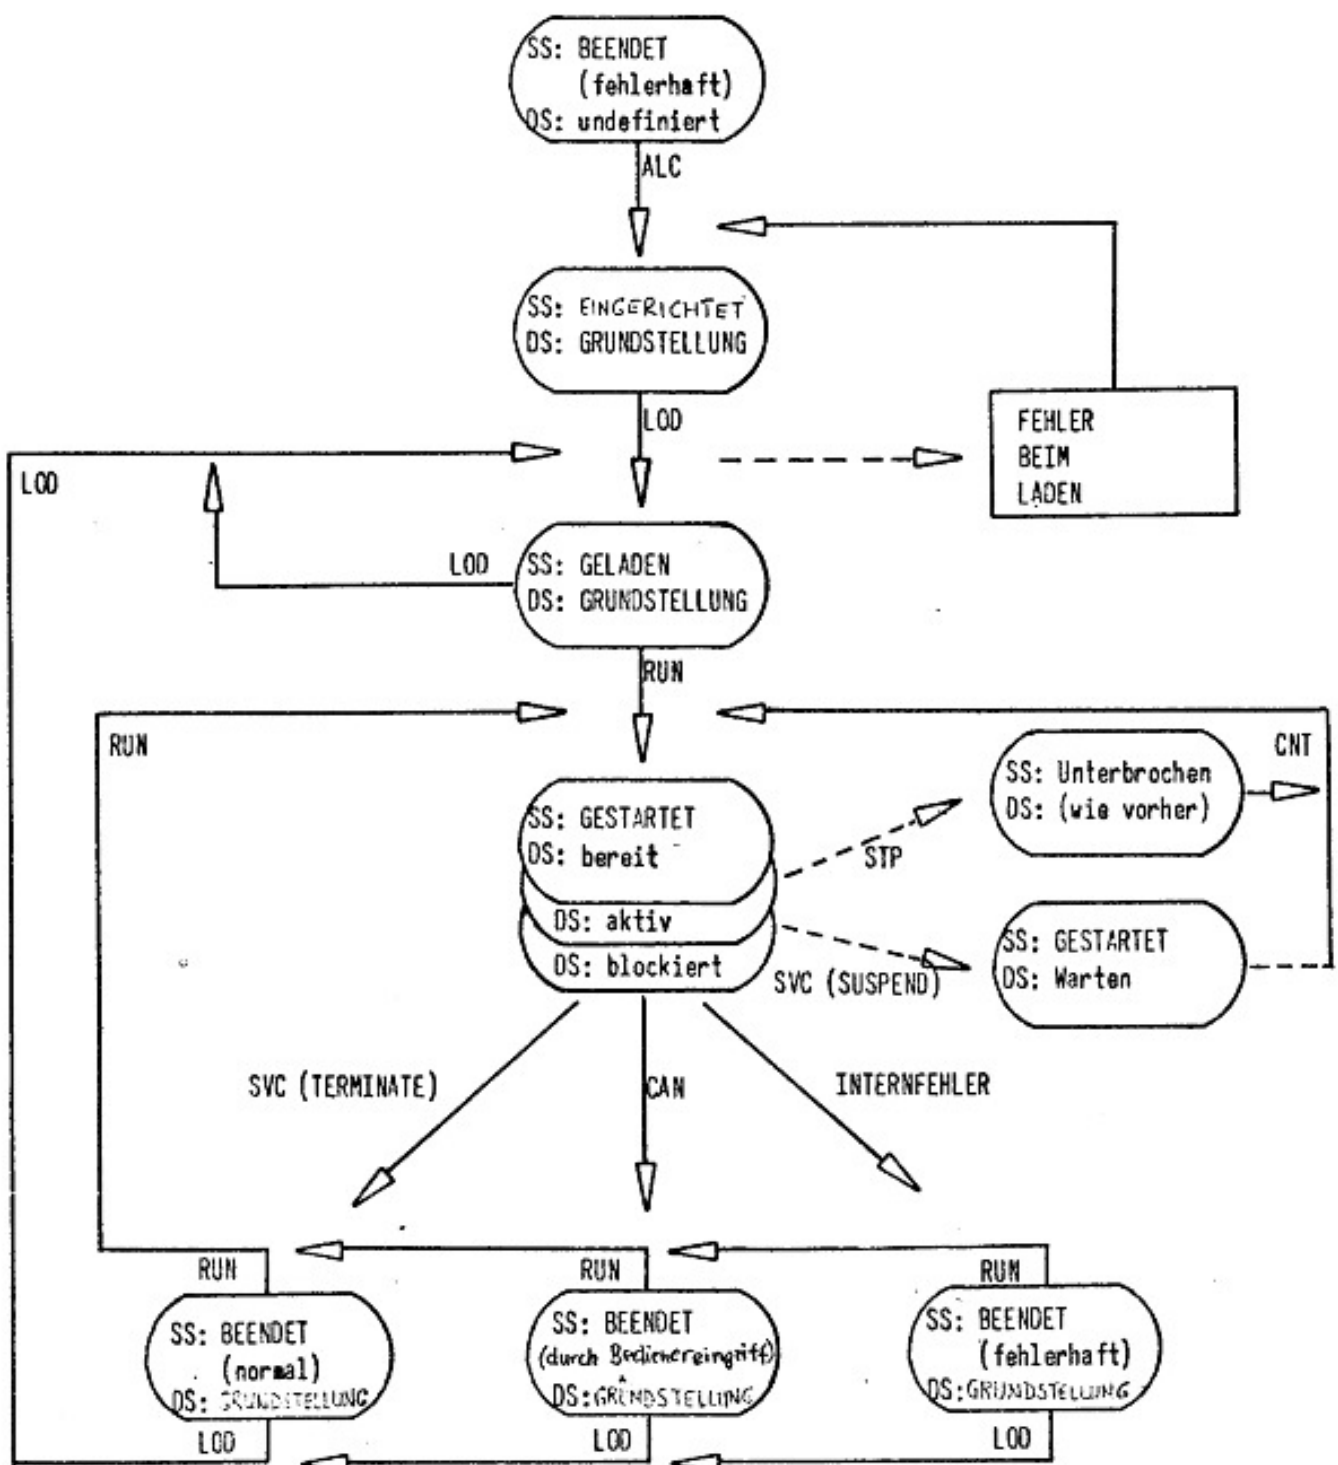 SS: BEENDET
(fehlerhaft)
DS: undefiniert
ALC
SS: EINGERICHTET
DS: GRUNDSTELLUNG
LOD
FEHLER
BEIM
LADEN
LOD
LOD
SS: GELADEN
DS: GRUNDSTELLUNG
RUN
RUN
CNT
SS: Unterbrochen
DS: (wie vorher)
SS: GESTARTET
DS: bereit
STP
DS: aktiv
DS: blockiert
SS: GESTARTET
DS: Warten
SVC (SUSPEND)
SVC (TERMINATE)
CAN
INTERNFEHLER
RUN
RUN
RUN
SS: BEENDET
(normal)
DS: GRUNDSTELLUNG
SS: BEENDET
(durch Bedienereingriff)
DS: GRUNDSTELLUNG
SS: BEENDET
(fehlerhaft)
DS: GRUNDSTELLUNG
LOD
LOD
LOD